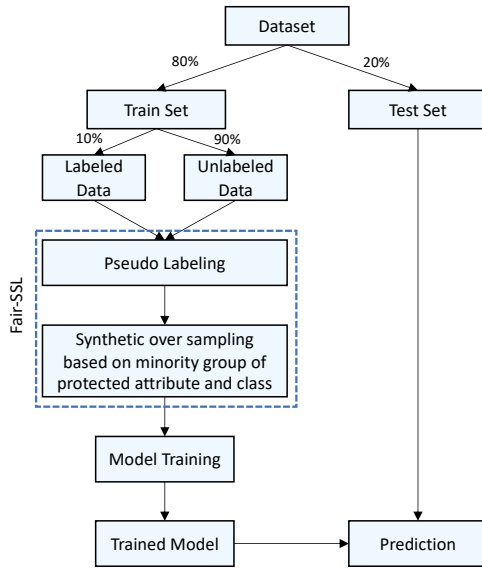 Dataset
80%
20%
Train Set
Test Set
10%
90%
Labeled
Data
Unlabeled
Data
Fair-SSL
Pseudo Labeling
Synthetic over sampling
based on minority group of
protected attribute and class
Model Training
Trained Model
Prediction